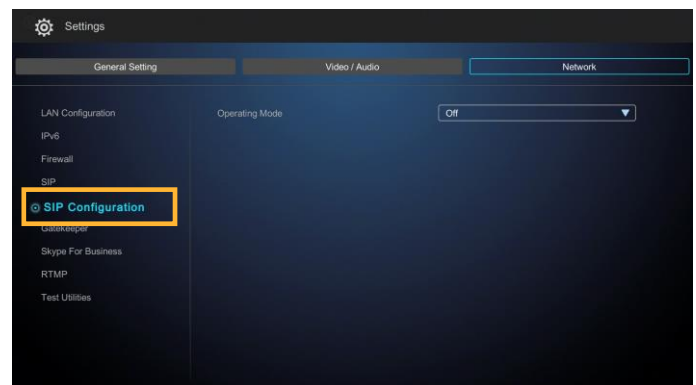 Settings
General Setting
Video / Audio
Network
LAN Configuration
Operating Mode
Off
IPv6
Firewall
SIP
SIP Configuration
Gatekeeper
Skype For Business
RTMP
Test Utilities